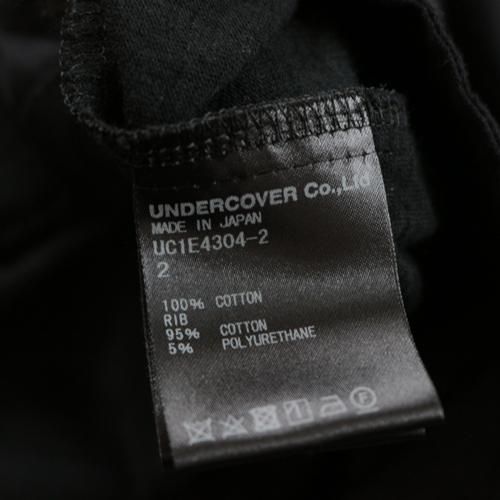 UNDERCOVER Co.,Ltd
MADE IN JAPAN
UC1E4304-2
2
100% COTTON
RIB
95% COTTON
5% POLYURETHANE